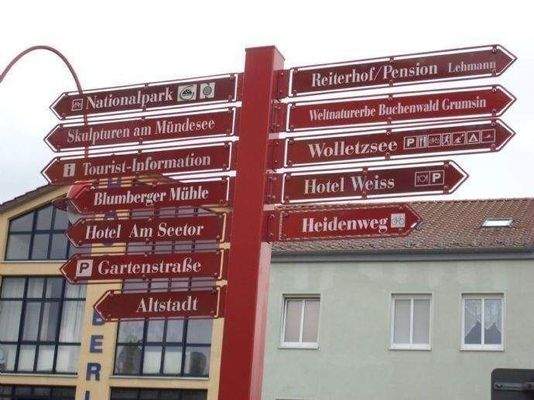 Nationalpark
Skulpturen am Mündesee
i Tourist-Information
Blumberger Mühle
Hotel Am Seetor
P Gartenstraße
Altstadt
Reiterhof/Pension Lehmann
Weltnaturerbe Buchenwald Grumsin
Wolletzsee P
Hotel Weiss P
Heidenweg